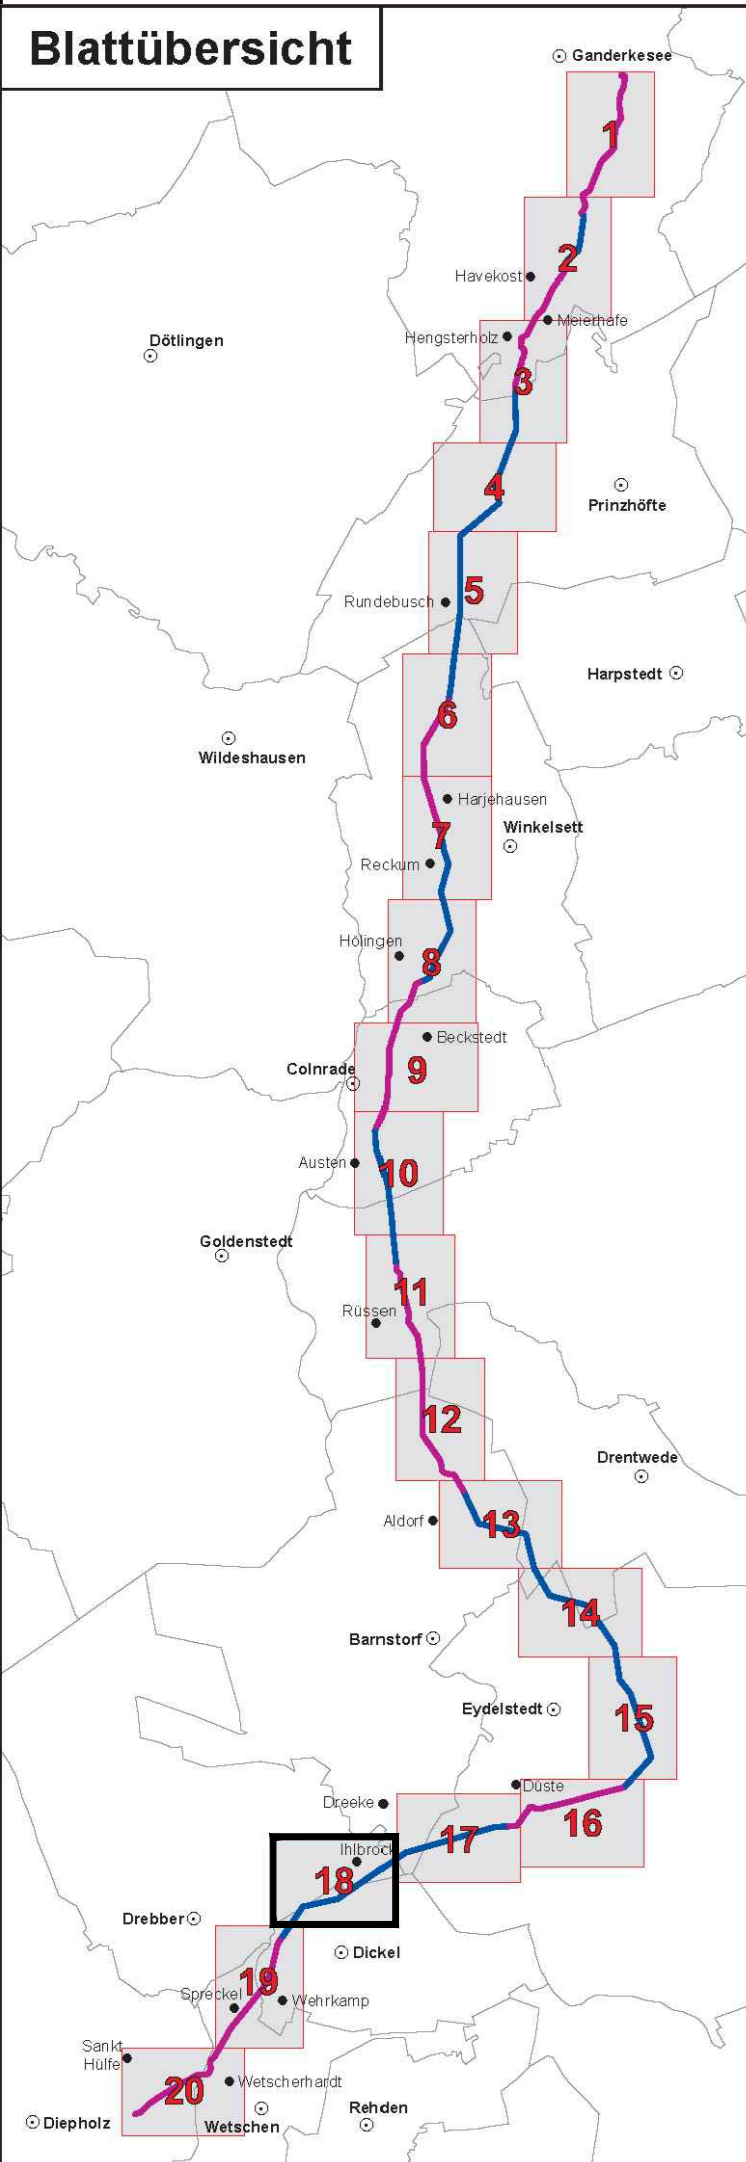 Blattübersicht
Ganderkesee
1
2
Havekost
Meierhafe
Hengsterholz
Dötlingen
3
4
Prinzhöfte
5
Rundebusch
Harpstedt
6
Wildeshausen
Harjehausen
Winkelsett
7
Reckum
Hölingen
8
Beckstedt
Colnrade
9
Austen
10
Goldenstedt
11
Rüssen
12
Drentwede
Aldorf
13
14
Barnstorf
Eydelstedt
15
Düste
Dreeke
16
17
Ihlbrock
18
Drebber
Dickel
19
Spreckel
Wehrkamp
Sankt
Hülfe
20
Wetscherhardt
Diepholz
Wetschen
Rehden